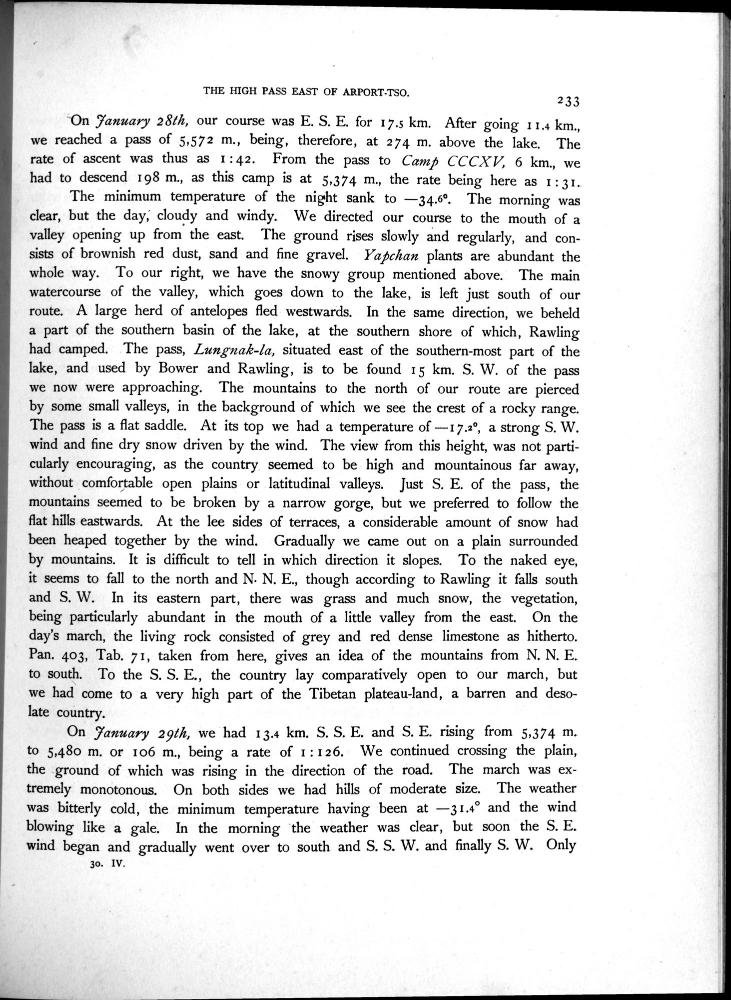 THE HIGH PASS EAST OF ARPORT-TSO.
233
On January 28th, our course was E. S. E. for 17.5 km. After going 11.4 km.,
we reached a pass of 5,572 m., being, therefore, at 274 m. above the lake. The
rate of ascent was thus as 1:42. From the pass to Camp CCCXV, 6 km., we
had to descend 198 m., as this camp is at 5,374 m., the rate being here as 1:31.
The minimum temperature of the night sank to —34.6°. The morning was
clear, but the day, cloudy and windy. We directed our course to the mouth of a
valley opening up from the east. The ground rises slowly and regularly, and con-
sists of brownish red dust, sand and fine gravel. Yapchan plants are abundant the
whole way. To our right, we have the snowy group mentioned above. The main
watercourse of the valley, which goes down to the lake, is left just south of our
route. A large herd of antelopes fled westwards. In the same direction, we beheld
a part of the southern basin of the lake, at the southern shore of which, Rawling
had camped. The pass, Lungnak-la, situated east of the southern-most part of the
lake, and used by Bower and Rawling, is to be found 15 km. S. W. of the pass
we now were approaching. The mountains to the north of our route are pierced
by some small valleys, in the background of which we see the crest of a rocky range.
The pass is a flat saddle. At its top we had a temperature of —17.2°, a strong S. W.
wind and fine dry snow driven by the wind. The view from this height, was not parti-
cularly encouraging, as the country seemed to be high and mountainous far away,
without comfortable open plains or latitudinal valleys. Just S. E. of the pass, the
mountains seemed to be broken by a narrow gorge, but we preferred to follow the
flat hills eastwards. At the lee sides of terraces, a considerable amount of snow had
been heaped together by the wind. Gradually we came out on a plain surrounded
by mountains. It is difficult to tell in which direction it slopes. To the naked eye,
it seems to fall to the north and N. N. E., though according to Rawling it falls south
and S. W. In its eastern part, there was grass and much snow, the vegetation,
being particularly abundant in the mouth of a little valley from the east. On the
day's march, the living rock consisted of grey and red dense limestone as hitherto.
Pan. 403, Tab. 71, taken from here, gives an idea of the mountains from N. N. E.
to south. To the S. S. E., the country lay comparatively open to our march, but
we had come to a very high part of the Tibetan plateau-land, a barren and deso-
late country.
On January 29th, we had 13.4 km. S. S. E. and S. E. rising from 5,374 m.
to 5,480 m. or 106 m., being a rate of 1:126. We continued crossing the plain,
the ground of which was rising in the direction of the road. The march was ex-
tremely monotonous. On both sides we had hills of moderate size. The weather
was bitterly cold, the minimum temperature having been at —31.4° and the wind
blowing like a gale. In the morning the weather was clear, but soon the S. E.
wind began and gradually went over to south and S. S. W. and finally S. W. Only
30. IV.